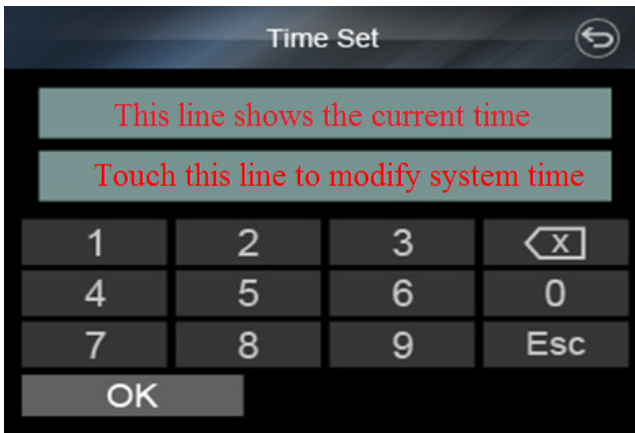 Time Set
This line shows the current time
Touch this line to modify system time
1 2 3 X
4 5 6 0
7 8 9 Esc
OK